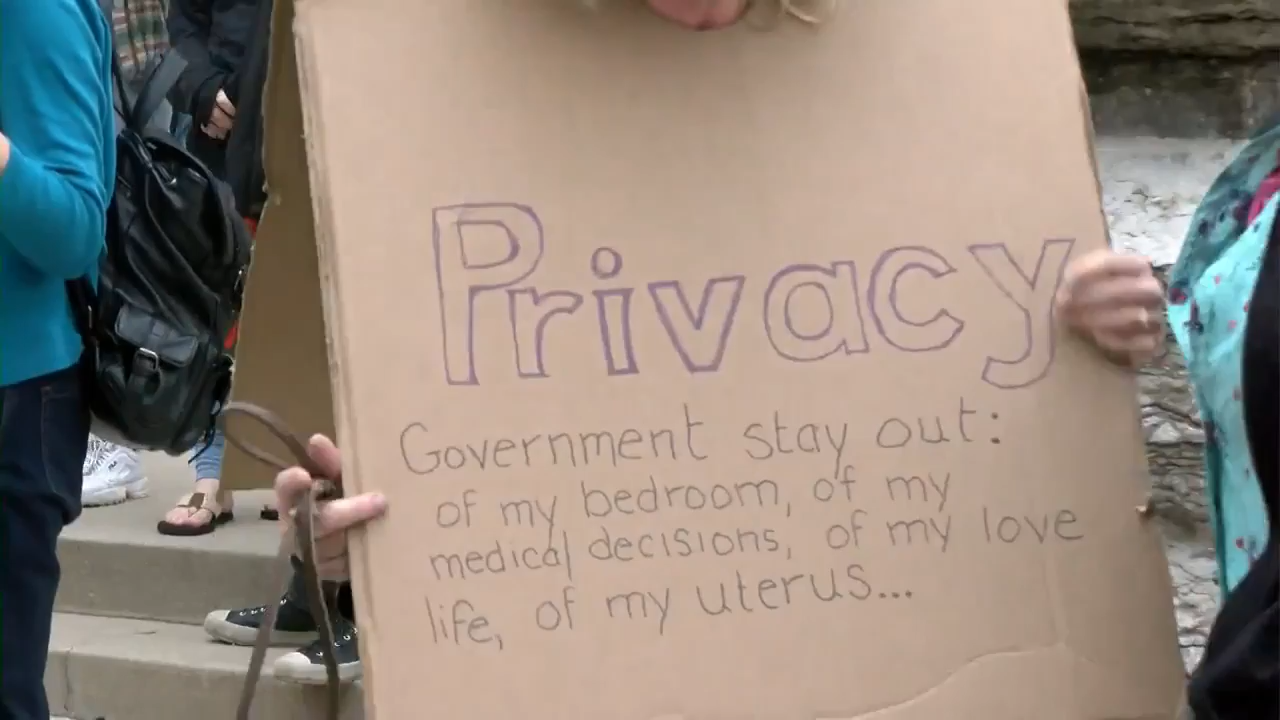 Privacy
Government stay out:
of my bedroom, of my
medical decisions, of my love
life, of my uterus...